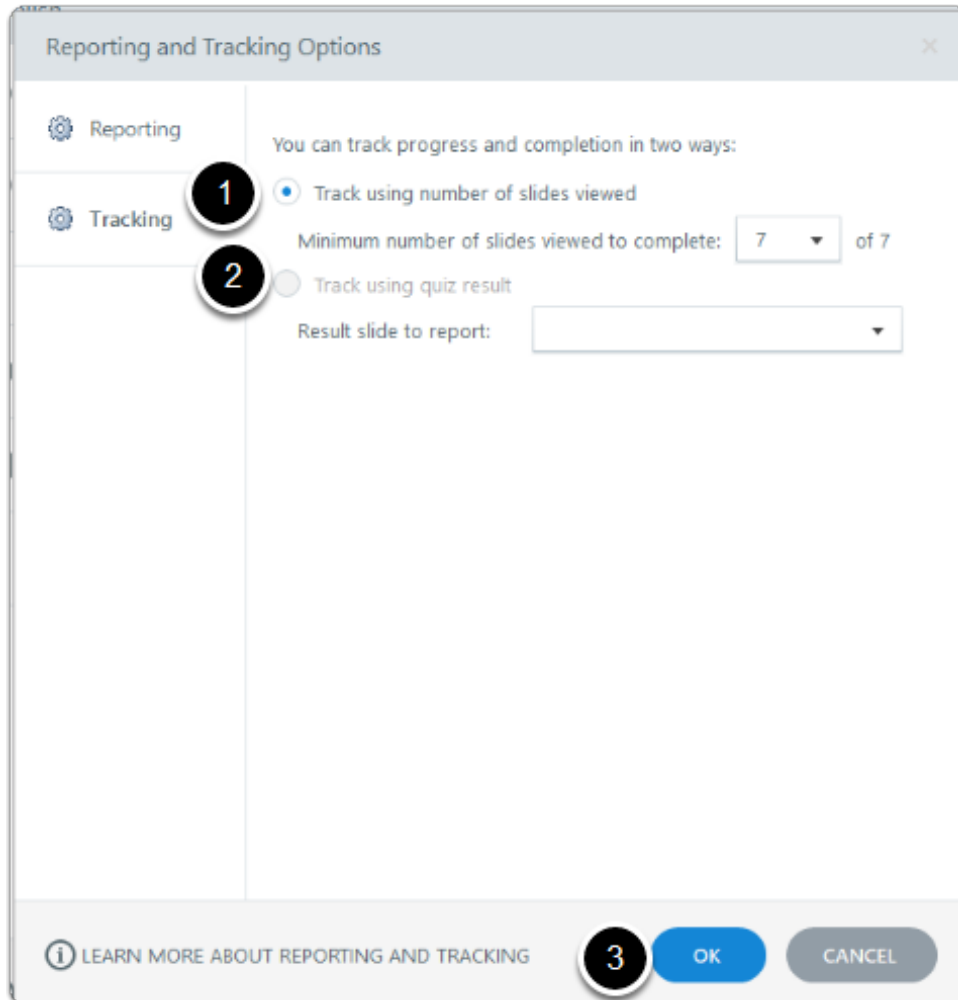 Reporting and Tracking Options
Reporting
You can track progress and completion in two ways:
1 Track using number of slides viewed
Tracking
Minimum number of slides viewed to complete: 7 of 7
2 Track using quiz result
Result slide to report:
LEARN MORE ABOUT REPORTING AND TRACKING 3 OK CANCEL